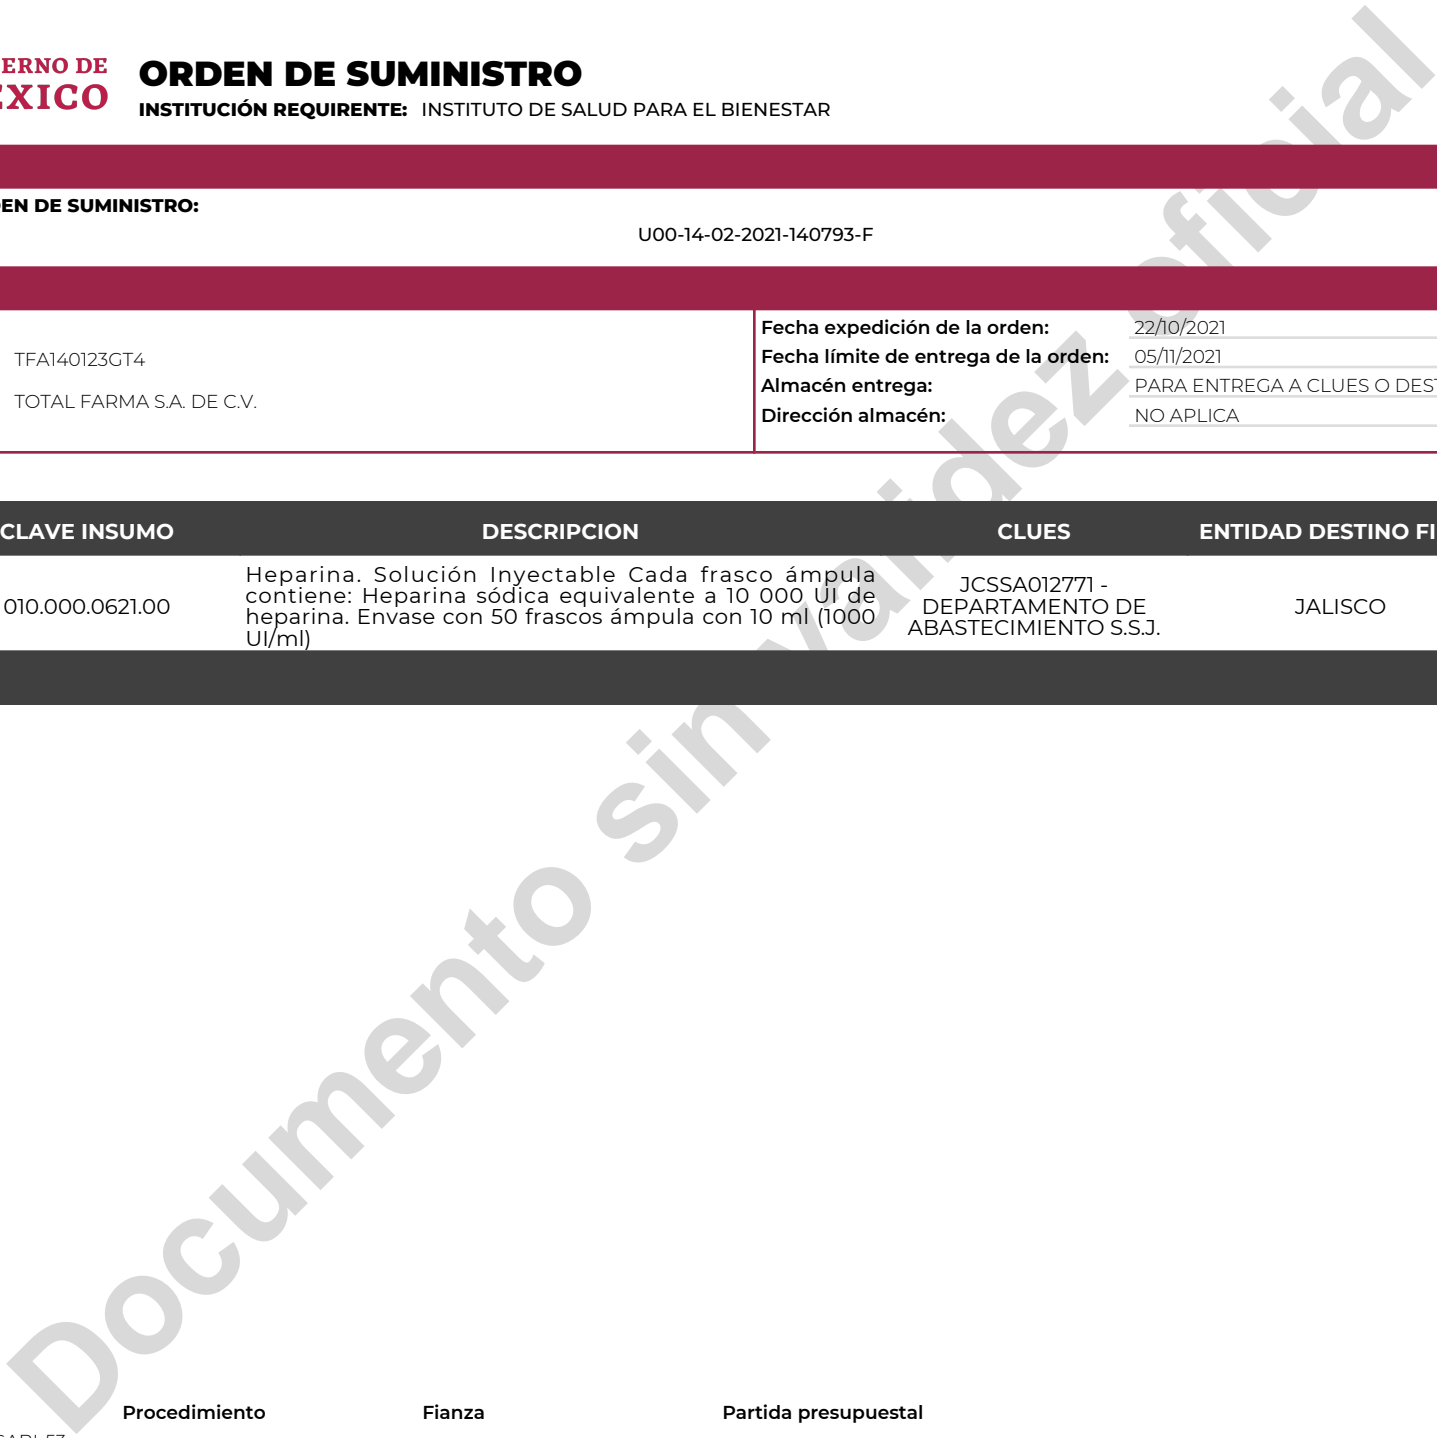 ERNO DE
EXICO
ORDEN DE SUMINISTRO
INSTITUCIÓN REQUIRENTE: INSTITUTO DE SALUD PARA EL BIENESTAR
EN DE SUMINISTRO:
U00-14-02-2021-140793-F
TFA140123GT4
TOTAL FARMA S.A. DE C.V.
Fecha expedición de la orden: 22/10/2021
Fecha límite de entrega de la orden: 05/11/2021
Almacén entrega: PARA ENTREGA A CLUES O DEST
Dirección almacén: NO APLICA
CLAVE INSUMO DESCRIPCION CLUES ENTIDAD DESTINO FI
010.000.0621.00
Heparina. Solución Inyectable Cada frasco ámpula
contiene: Heparina sódica equivalente a 10 000 UI de
heparina. Envase con 50 frascos ámpula con 10 ml (1000
UI/ml)
JCSSA012771 -
DEPARTAMENTO DE
ABASTECIMIENTO S.S.J.
JALISCO
Documento sin validez oficial
Procedimiento Fianza Partida presupuestal